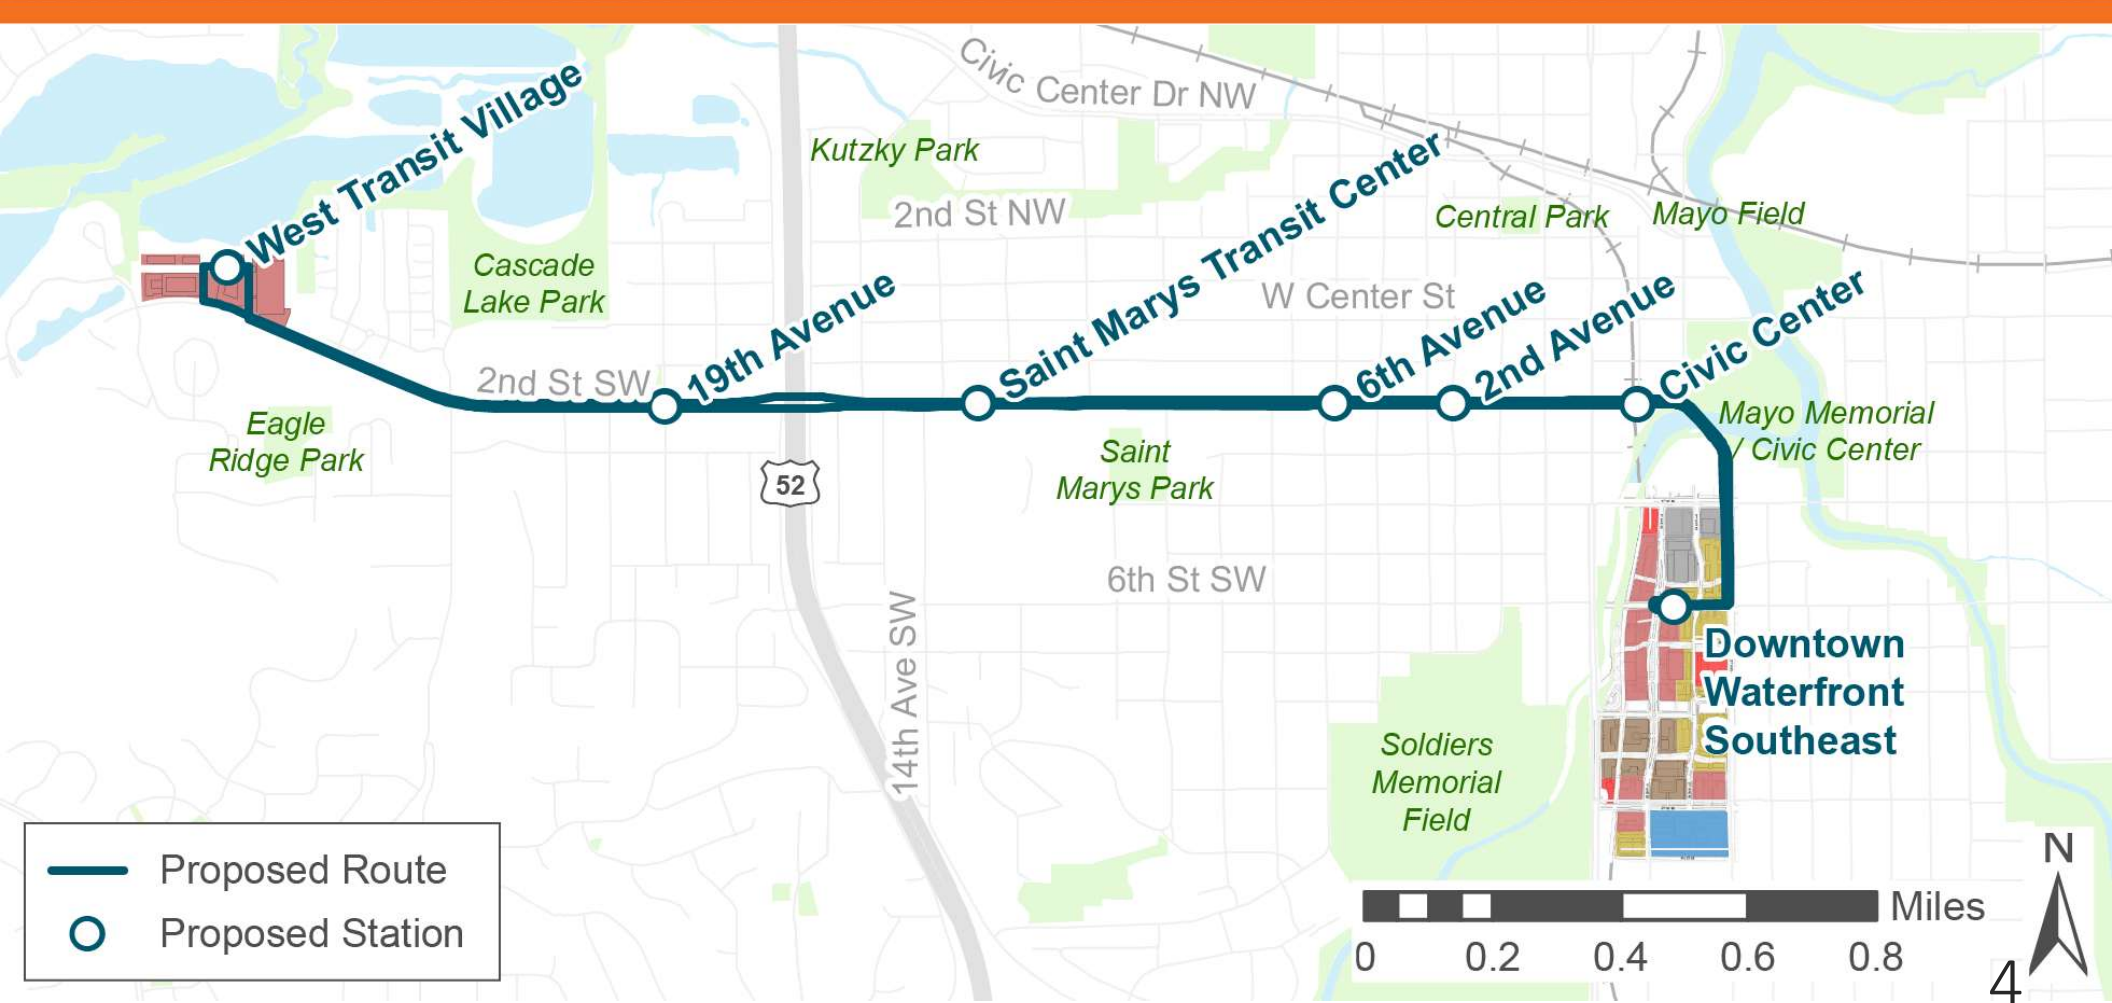 Civic Center Dr NW
West Transit Village
Kutzky Park
2nd St NW
Saint Marys Transit Center
Central Park
Mayo Field
Cascade
Lake Park
19th Avenue
W Center St
6th Avenue
2nd Avenue
Civic Center
2nd St SW
Eagle
Ridge Park
Mayo Memorial
/ Civic Center
Saint
Marys Park
52
6th St SW
14th Ave SW
Downtown
Waterfront
Southeast
Soldiers
Memorial
Field
Proposed Route
Proposed Station
N
Miles
0 0.2 0.4 0.6 0.8
4